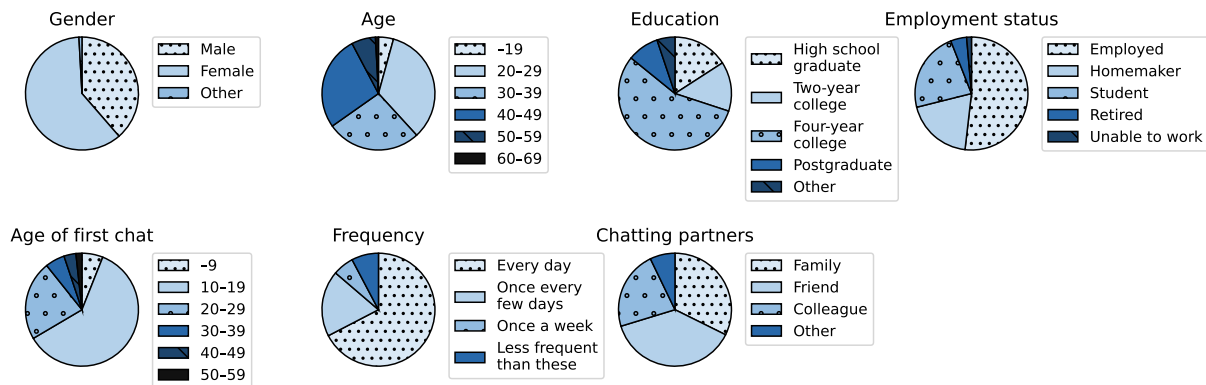 Gender
Male
Female
Other
Age
–19
20–29
30–39
40–49
50–59
60–69
Education
High school
graduate
Two-year
college
Four-year
college
Postgraduate
Other
Employment status
Employed
Homemaker
Student
Retired
Unable to work
Age of first chat
–9
10–19
20–29
30–39
40–49
50–59
Frequency
Every day
Once every
few days
Once a week
Less frequent
than these
Chatting partners
Family
Friend
Colleague
Other